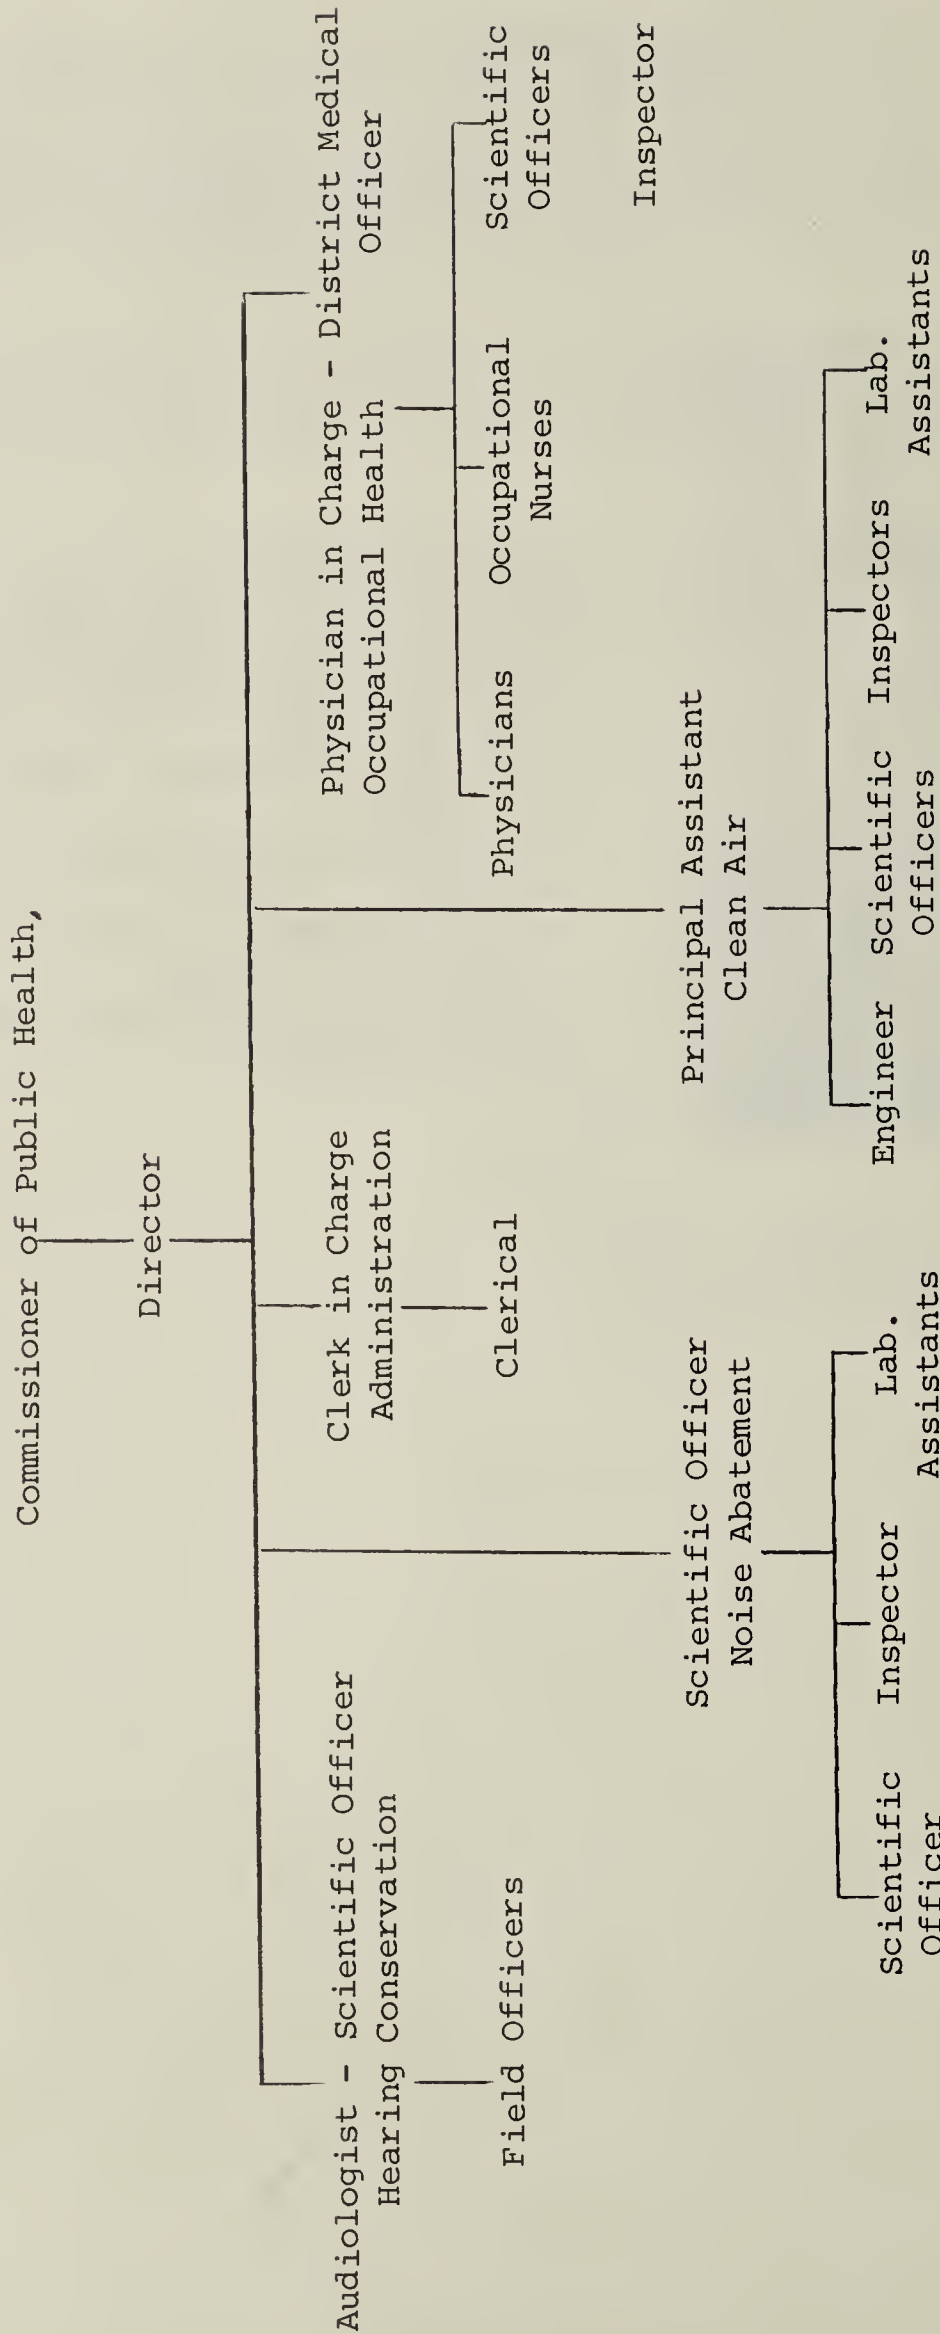 Commissioner of Public Health,
Director
Audiologist - Scientific Officer
Hearing Conservation
Field Officers
Clerk in Charge
Administration
Clerical
Physician in Charge - District Medical
Occupational Health Officer
Physicians
Occupational
Nurses
Scientific
Officers
Inspector
Scientific Officer
Noise Abatement
Scientific
Officer
Inspector
Lab.
Assistants
Principal Assistant
Clean Air
Engineer
Scientific
Officers
Inspectors
Lab.
Assistants